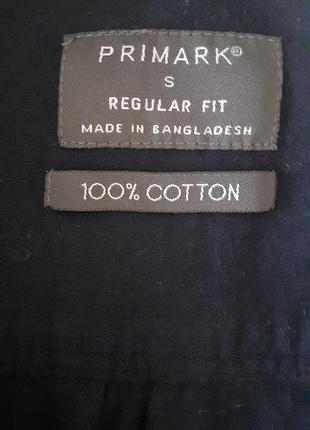 PRIMARK®
S
REGULAR FIT
MADE IN BANGLADESH
100% COTTON